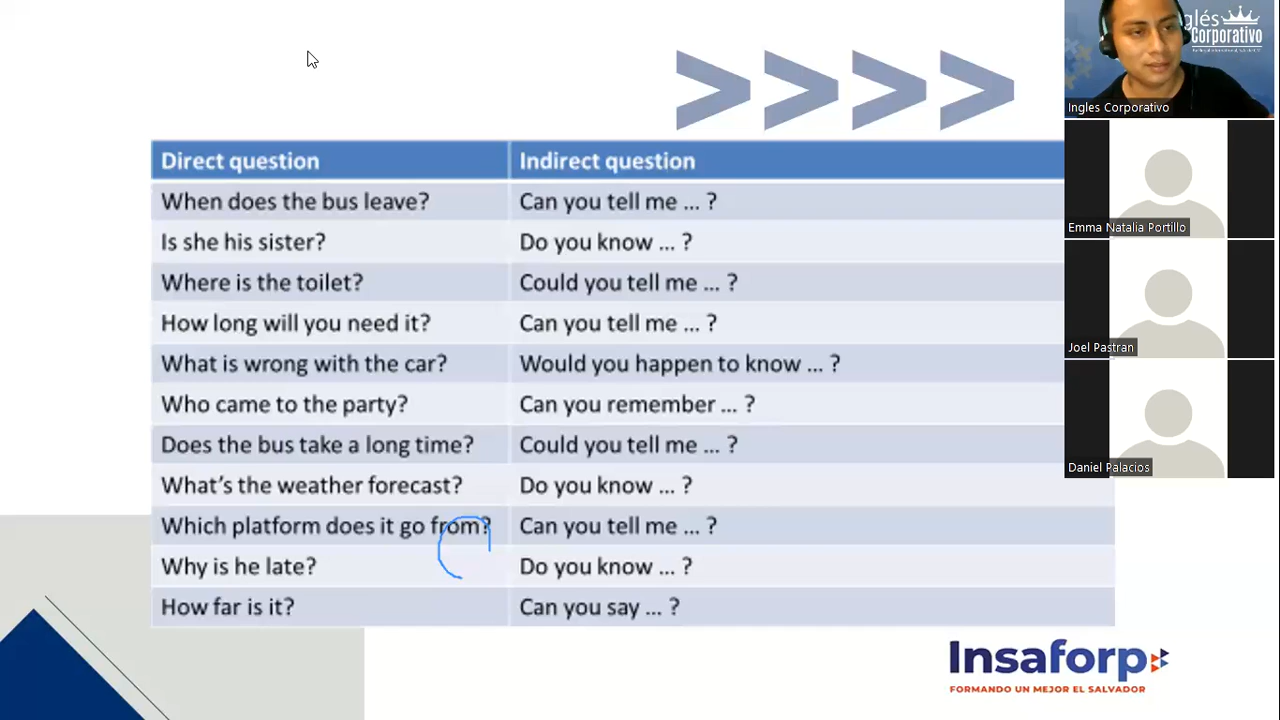 glés
Corporativo
Ingles Corporativo
Direct question Indirect question
When does the bus leave? Can you tell me ... ?
Is she his sister? Do you know ... ?
Emma Natalia Portillo
Where is the toilet? Could you tell me ... ?
How long will you need it? Can you tell me ... ?
Joel Pastran
What is wrong with the car? Would you happen to know ... ?
Who came to the party? Can you remember ... ?
Does the bus take a long time? Could you tell me ... ?
Daniel Palacios
What's the weather forecast? Do you know ... ?
Which platform does it go from? Can you tell me ... ?
Why is he late? Do you know ... ?
How far is it? Can you say ... ?
Insaforp
FORMANDO UN MEJOR EL SALVADOR